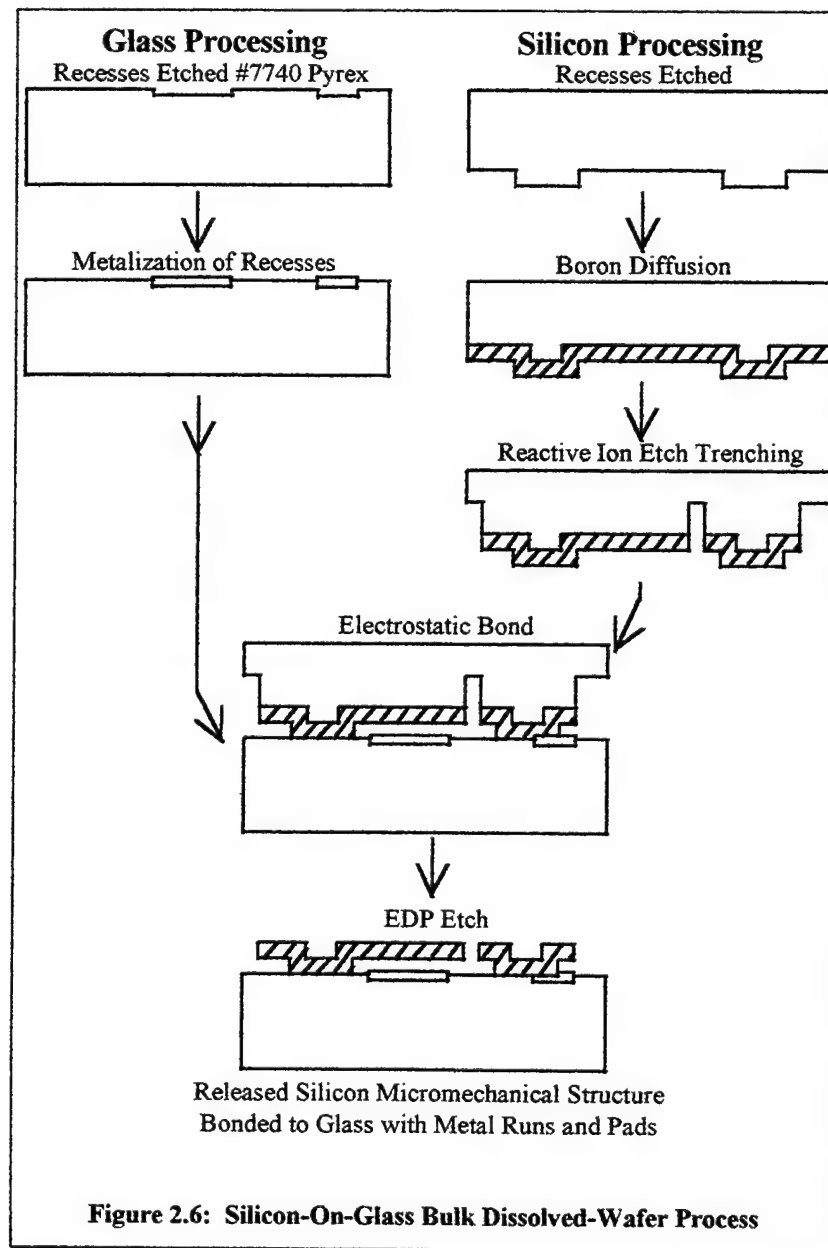 Glass Processing
Recesses Etched #7740 Pyrex
Metalization of Recesses
Silicon Processing
Recesses Etched
Boron Diffusion
Reactive Ion Etch Trenching
Electrostatic Bond
EDP Etch
Released Silicon Micromechanical Structure
Bonded to Glass with Metal Runs and Pads
Figure 2.6: Silicon-On-Glass Bulk Dissolved-Wafer Process